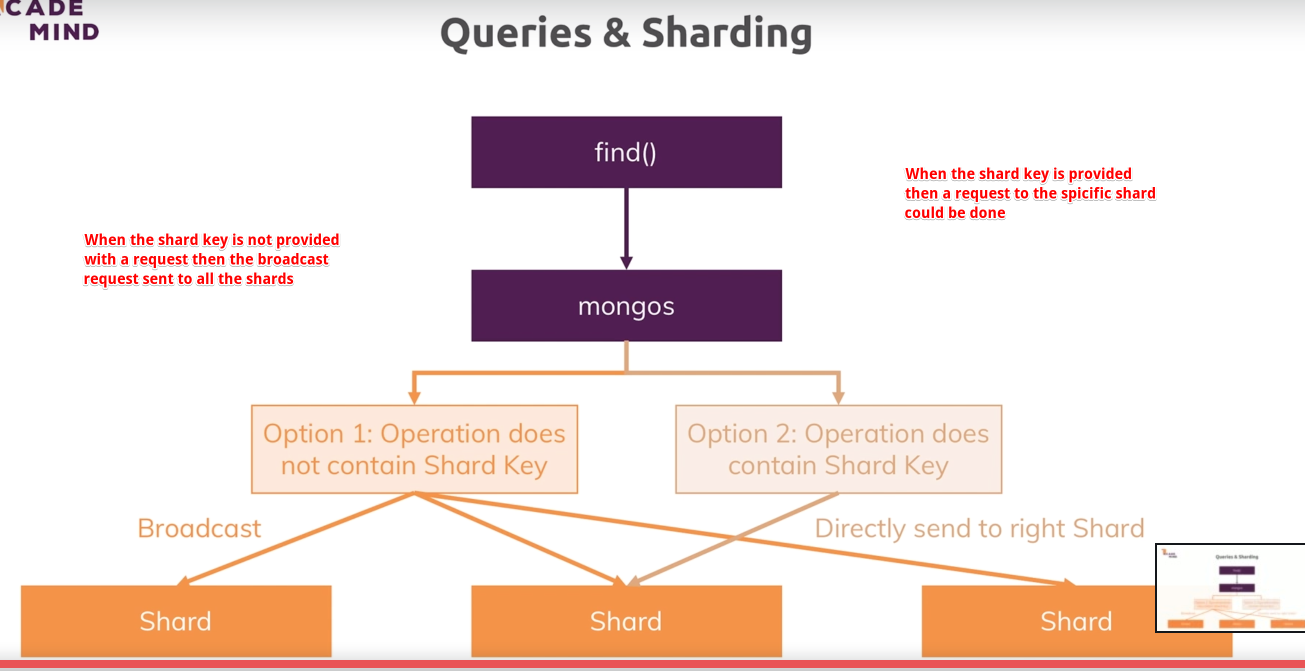 CADE
MIND
Queries & Sharding
find()
When the shard key is provided
then a request to the spicific shard
could be done
When the shard key is not provided
with a request then the broadcast
request sent to all the shards
mongos
Option 1: Operation does
not contain Shard Key
Option 2: Operation does
contain Shard Key
Broadcast
Directly send to right Shard
Shard
Shard
Shard
Queries & Sharding